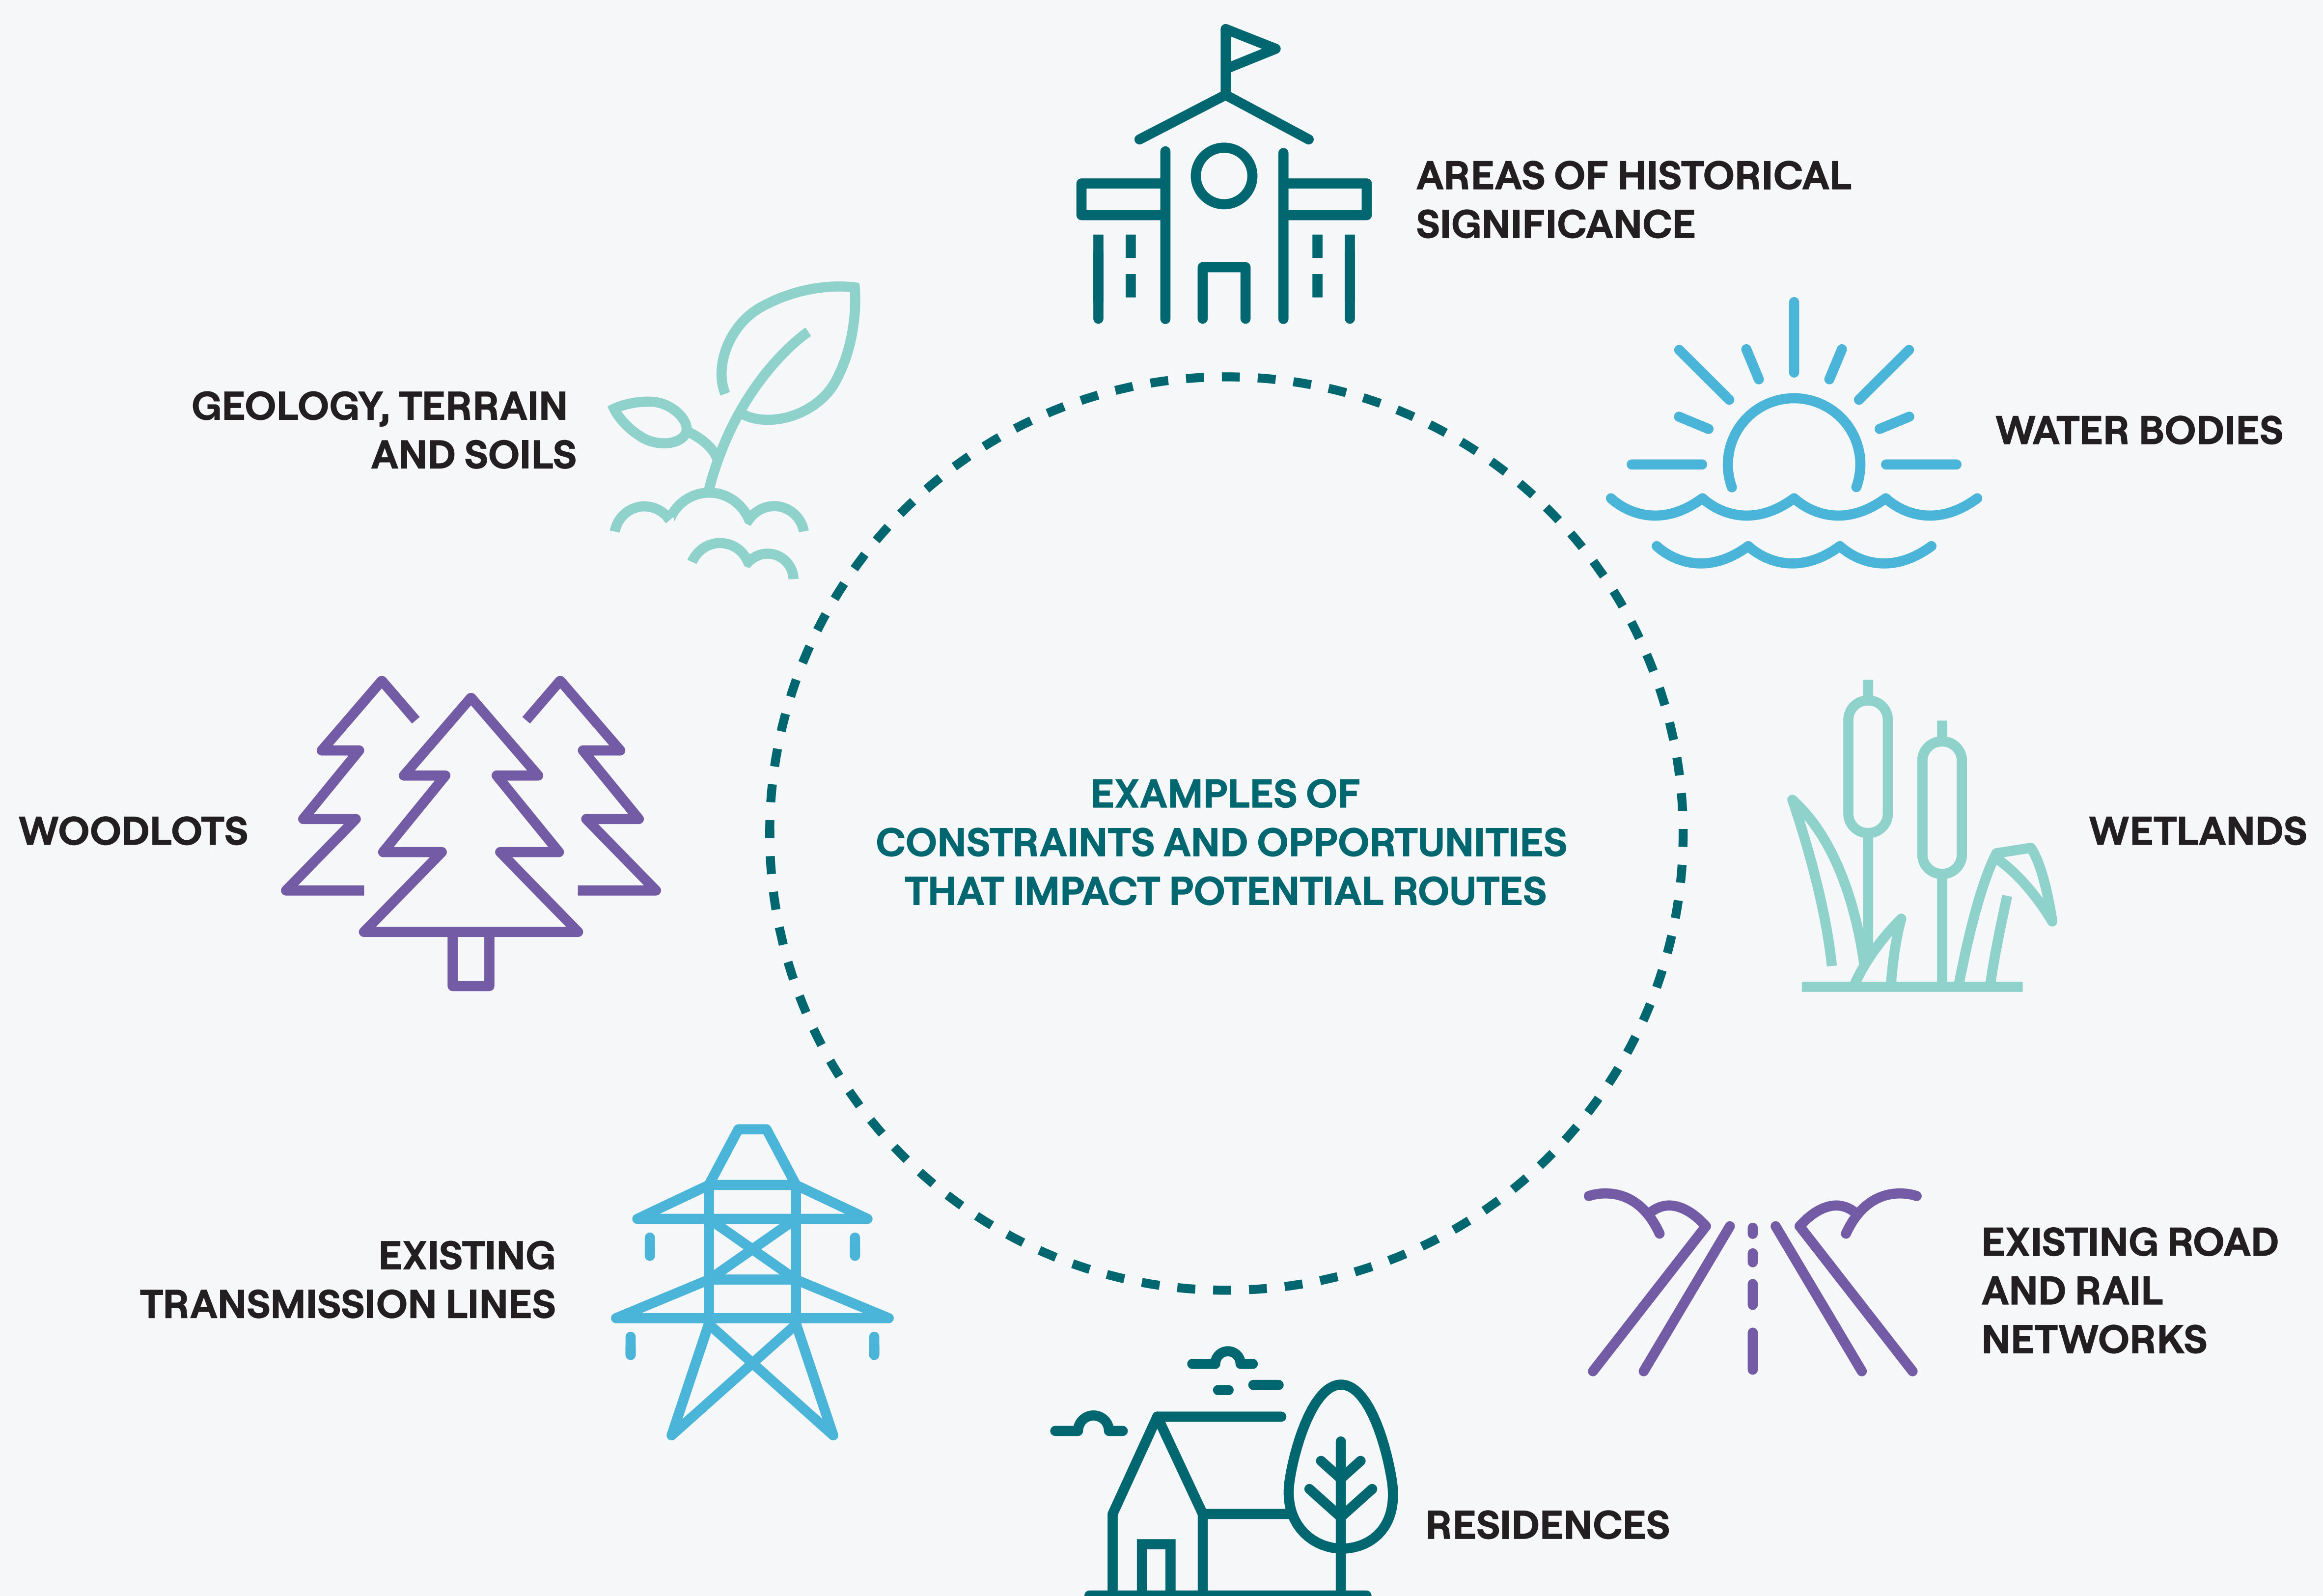 AREAS OF HISTORICAL
SIGNIFICANCE
GEOLOGY, TERRAIN
AND SOILS
WATER BODIES
WOODLOTS
EXAMPLES OF
CONSTRAINTS AND OPPORTUNITIES
THAT IMPACT POTENTIAL ROUTES
WETLANDS
EXISTING
TRANSMISSION LINES
EXISTING ROAD
AND RAIL
NETWORKS
RESIDENCES